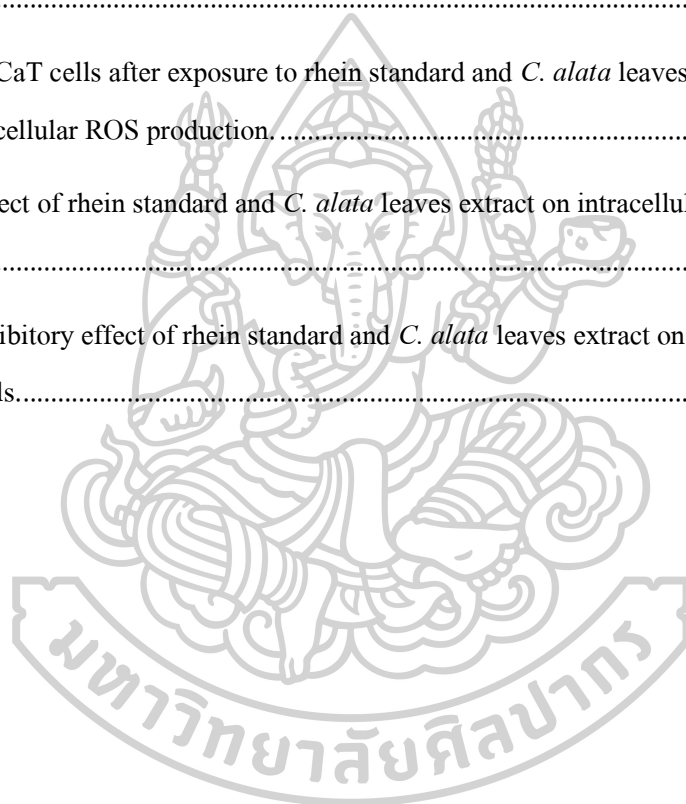 ................................................................................
CaT cells after exposure to rhein standard and C. alata leaves
cellular ROS production. ................................................................
ect of rhein standard and C. alata leaves extract on intracellul
................................................................................
ibitory effect of rhein standard and C. alata leaves extract on
ls. ................................................................................
มหาวิทยาลัยศิลปากร